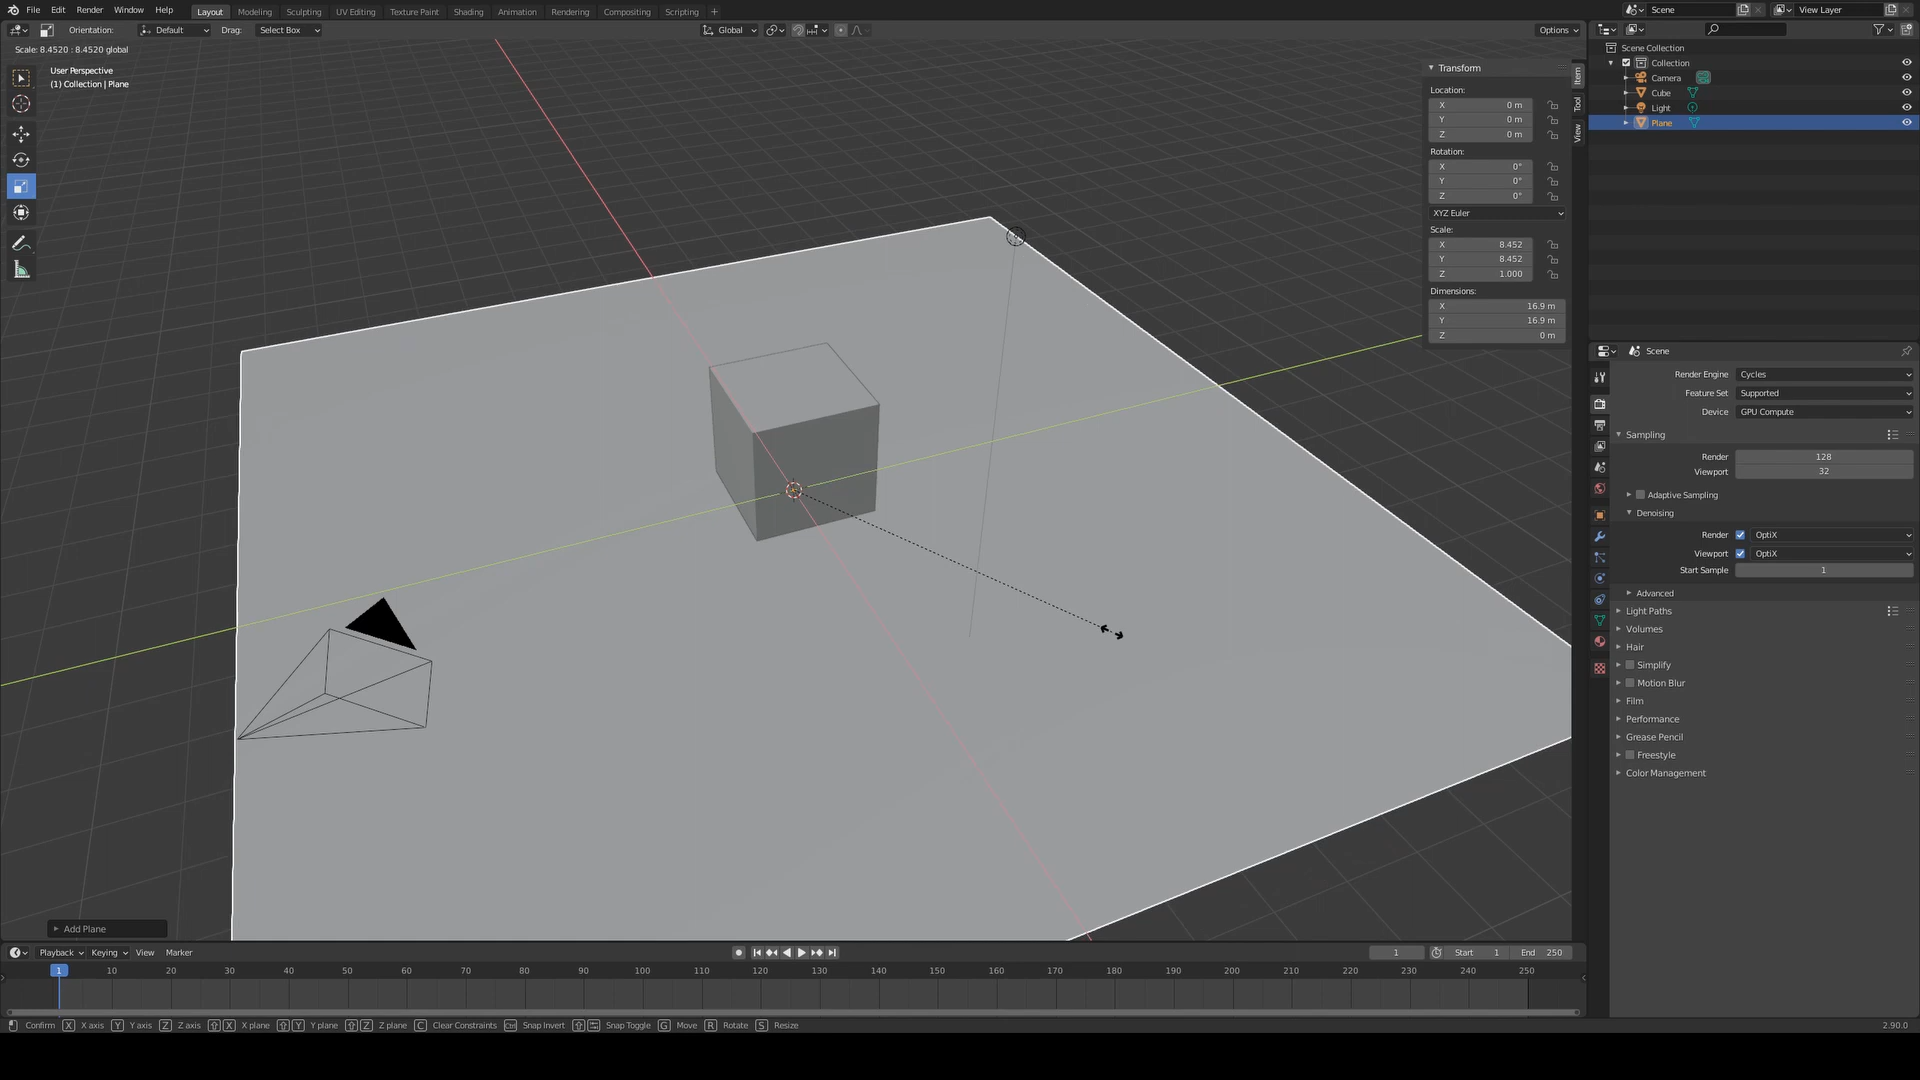 File Edit Render Window Help Layout Modeling Sculpting UV Editing Texture Paint Shading Animation Rendering Compositing Scripting + Scene View Layer
Orientation: Default Drag: Select Box Global Options
Scale: 8.4520 : 8.4520 global
User Perspective
(1) Collection | Plane
Add Plane
Transform
Location:
X 0 m
Y 0 m
Z 0 m
Rotation:
X 0°
Y 0°
Z 0°
XYZ Euler
Scale:
X 8.452
Y 8.452
Z 1.000
Dimensions:
X 16.9 m
Y 16.9 m
Z 0 m
Item
Tool
View
Scene Collection
Collection
Camera
Cube
Light
Plane
Scene
Render Engine Cycles
Feature Set Supported
Device GPU Compute
Sampling
Render 128
Viewport 32
Adaptive Sampling
Denoising
Render OptiX
Viewport OptiX
Start Sample 1
Advanced
Light Paths
Volumes
Hair
Simplify
Motion Blur
Film
Performance
Grease Pencil
Freestyle
Color Management
Playback Keying View Marker 1 Start 1 End 250
1 10 20 30 40 50 60 70 80 90 100 110 120 130 140 150 160 170 180 190 200 210 220 230 240 250
Confirm X X axis Y Y axis Z Z axis X X plane Y Y plane Z Z plane C Clear Constraints Ctrl Snap Invert Snap Toggle G Move R Rotate S Resize 2.90.0